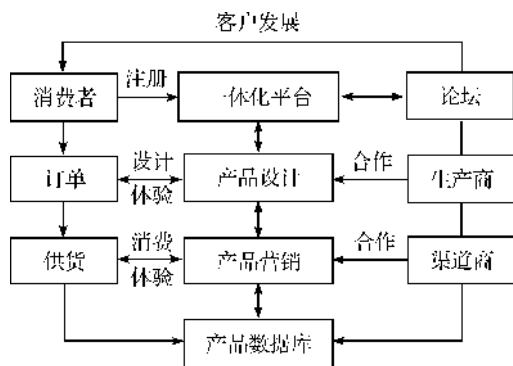 客户发展
消费者
注册
一体化平台
论坛
订单
设计
体验
产品设计
合作
生产商
供货
消费
体验
产品营销
合作
渠道商
产品数据库